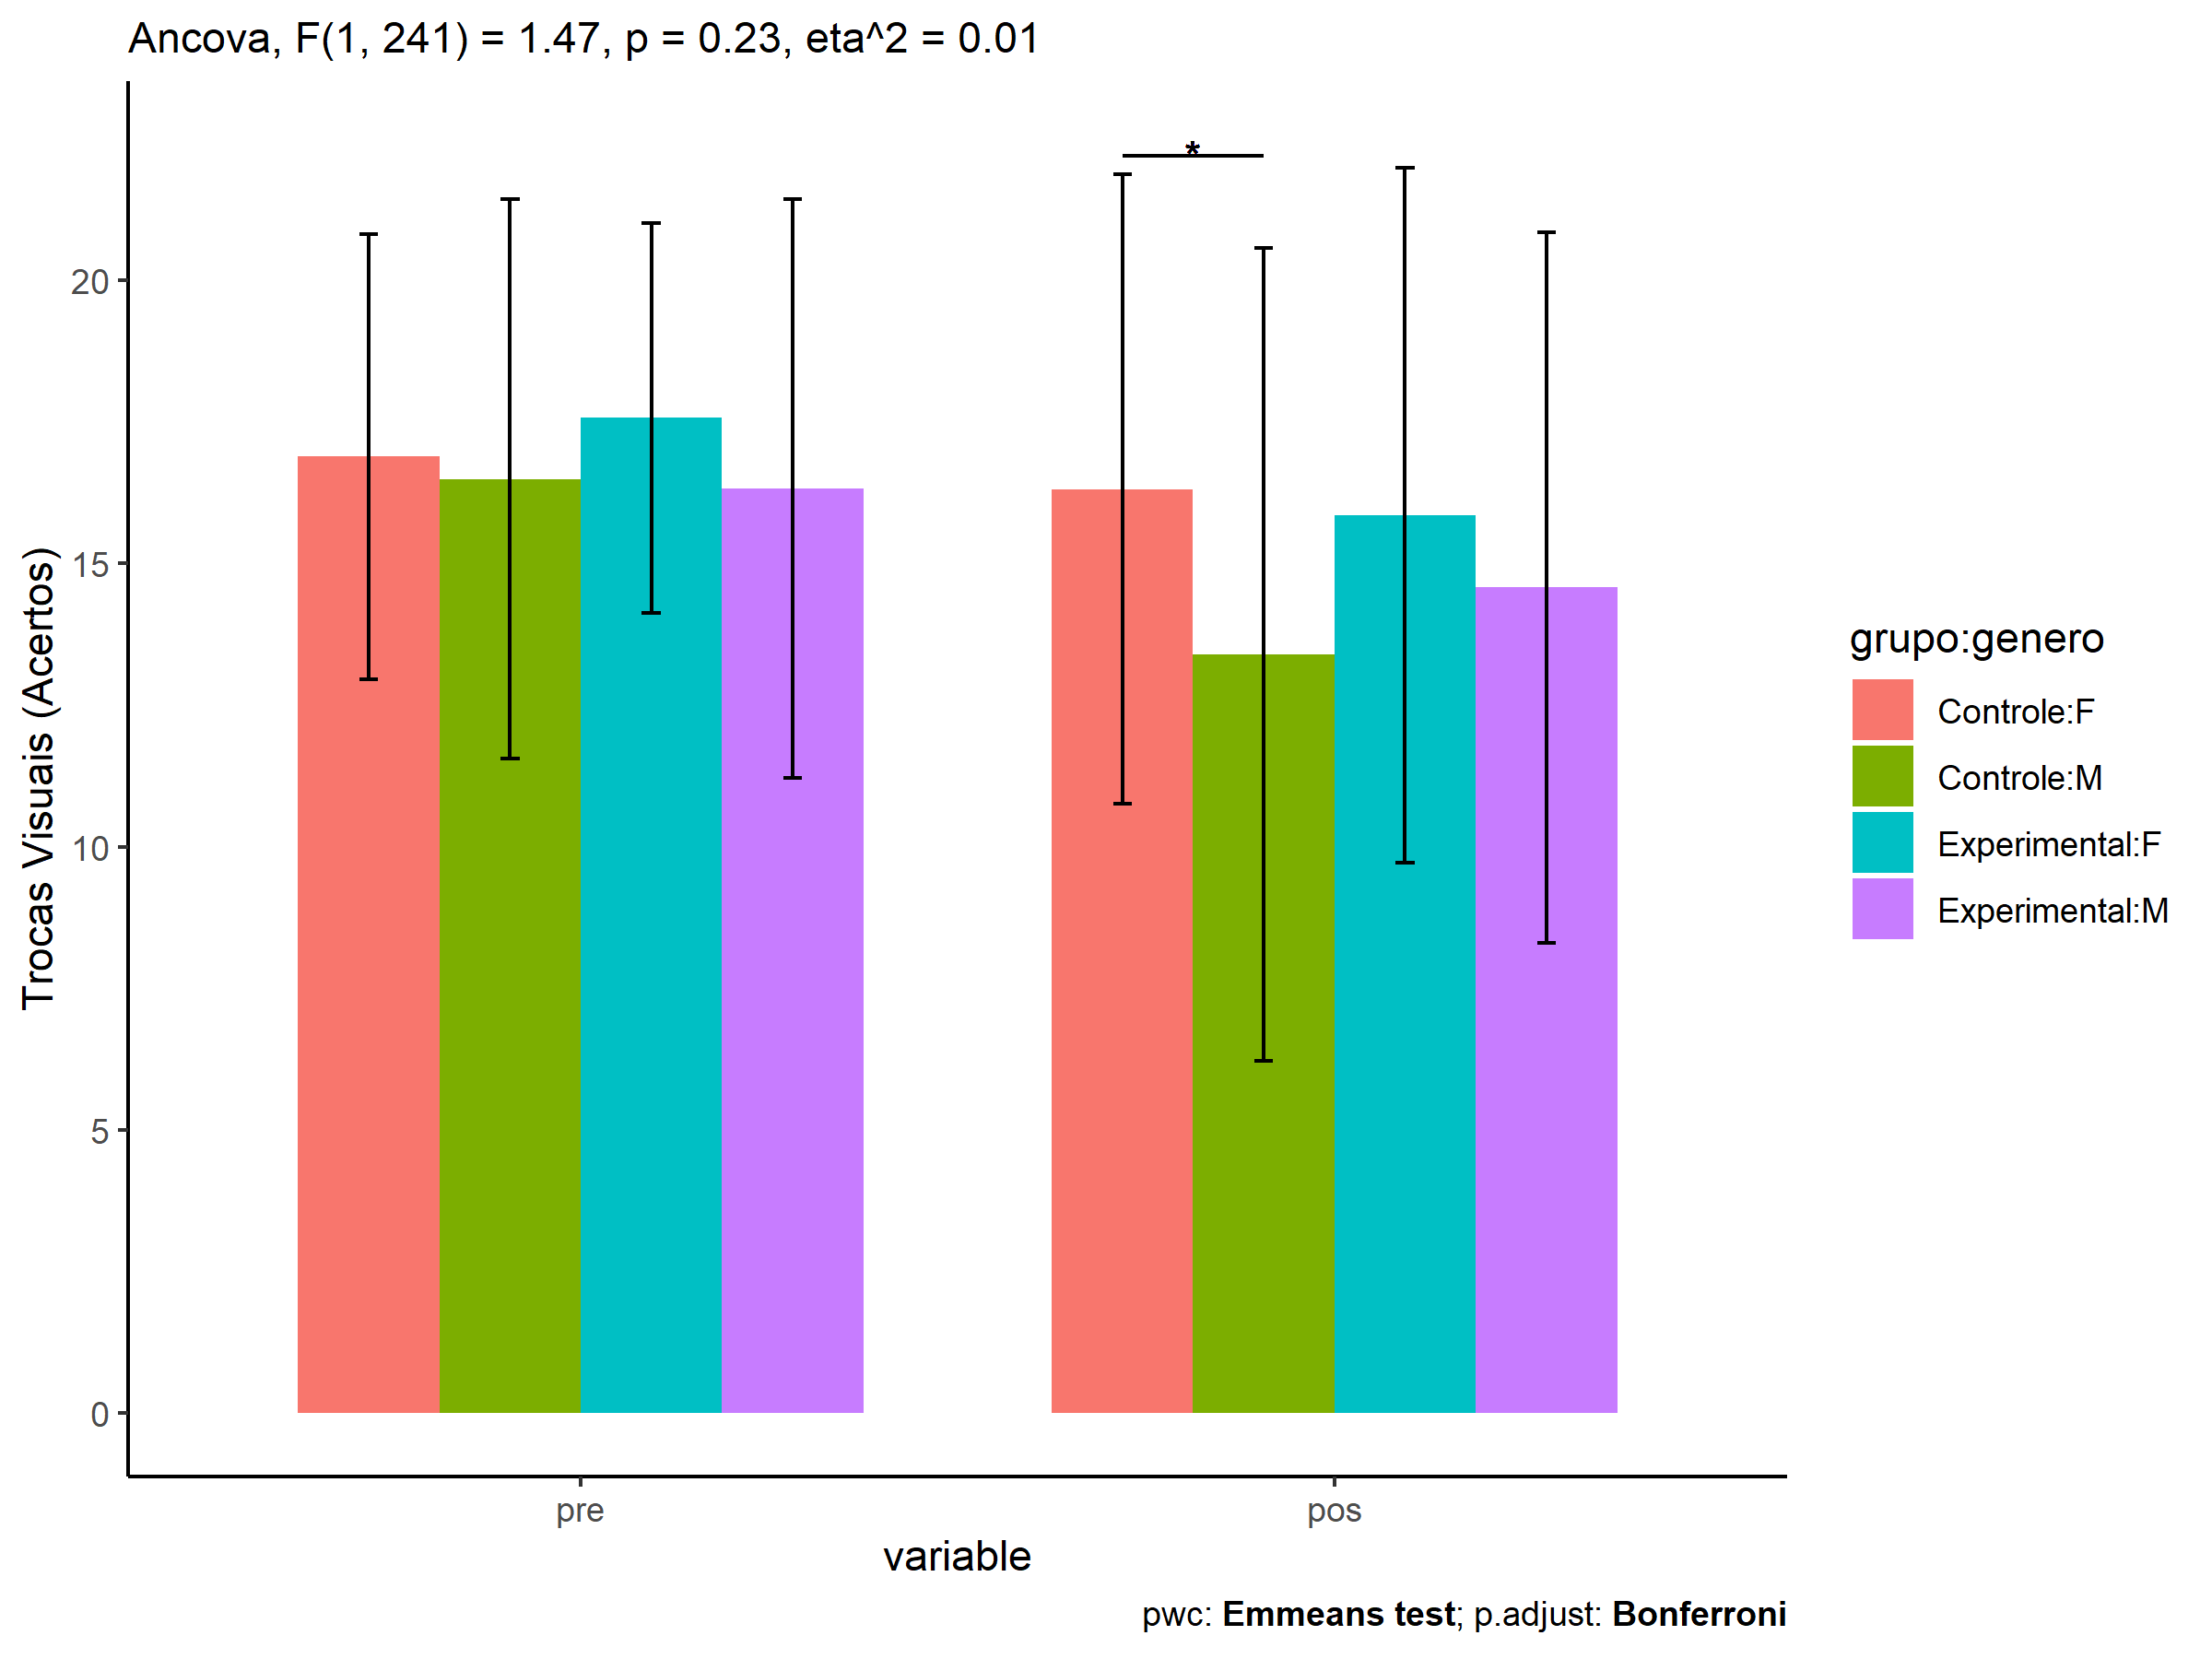 Ancova, F(1, 241) = 1.47, p = 0.23, eta^2 = 0.01
*
Trocas Visuais (Acertos)
20
15
10
5
0
pre
pos
variable
grupo:genero
Controle:F
Controle:M
Experimental:F
Experimental:M
pwc: Emmeans test; p.adjust: Bonferroni